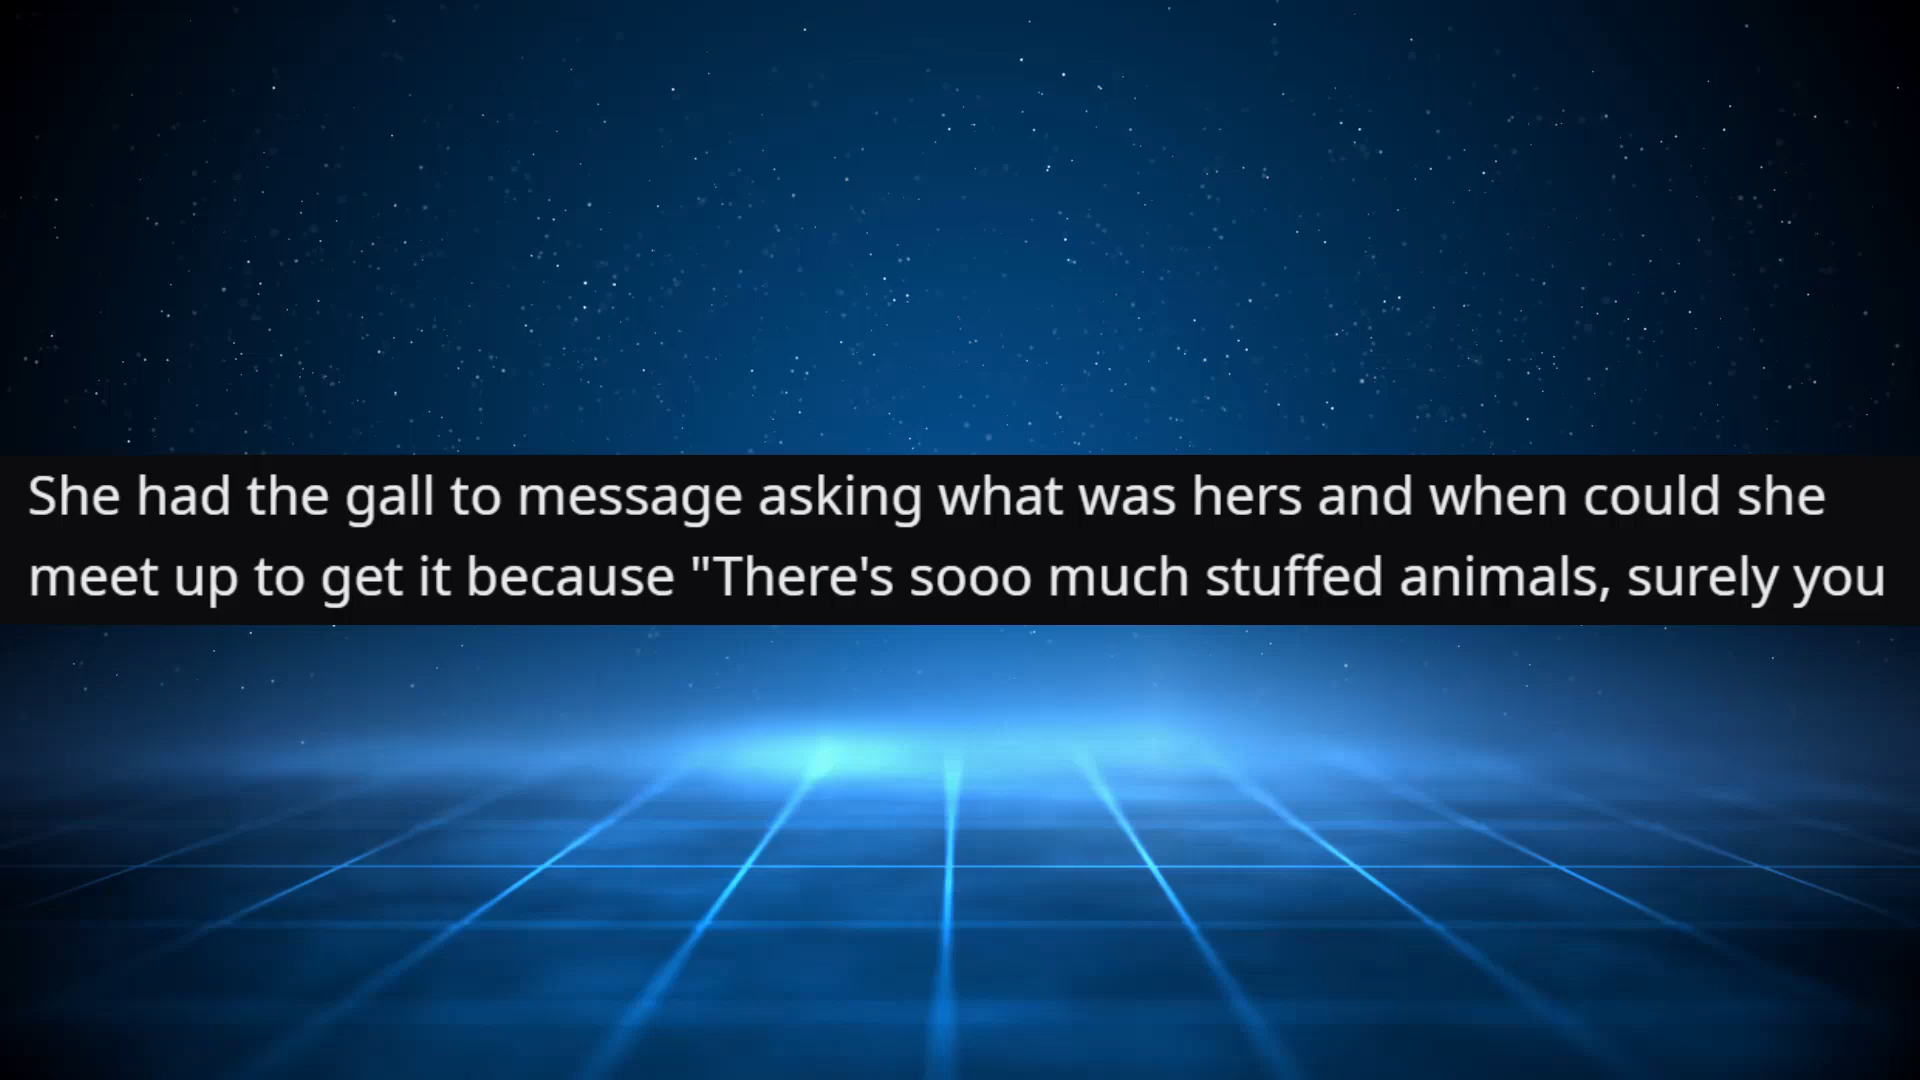 She had the gall to message asking what was hers and when could she
meet up to get it because "There's sooo much stuffed animals, surely you